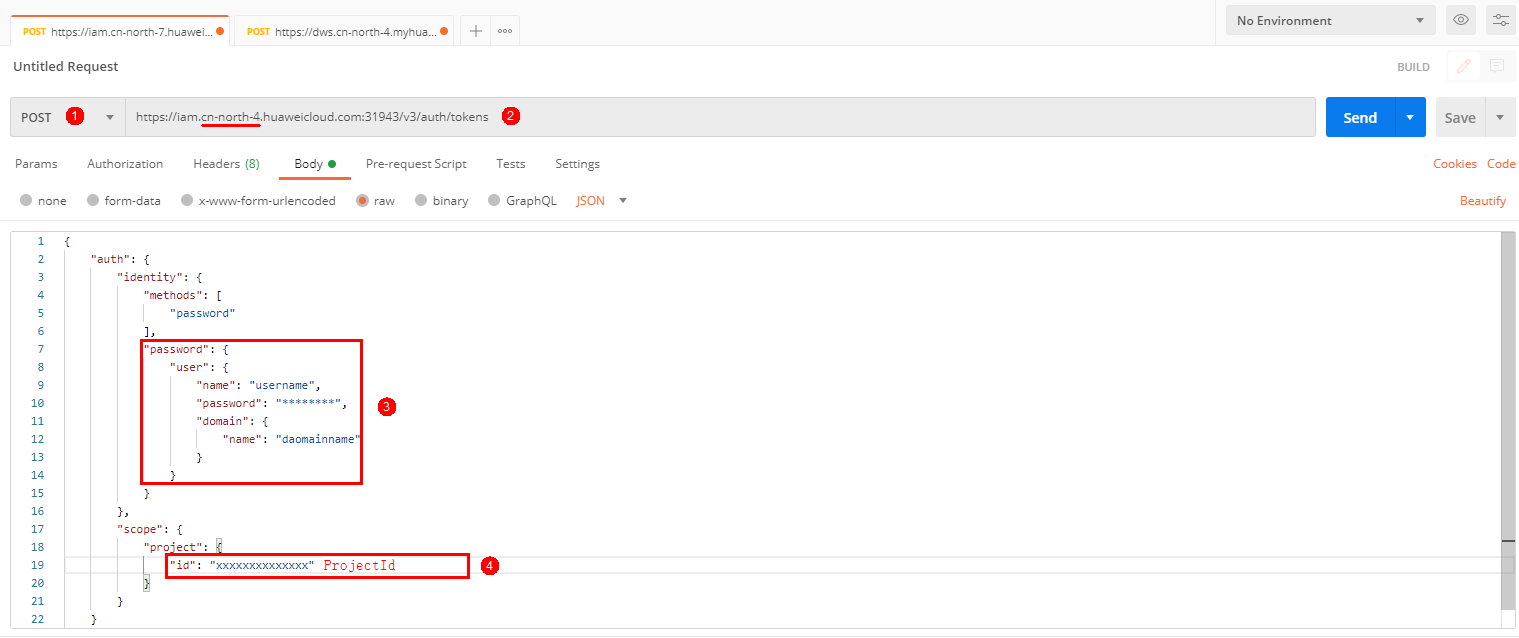 POST https://iam.cn-north-7.huawei... POST https://dws.cn-north-4.myhua... No Environment
Untitled Request BUILD
POST 1 https://iam.cn-north-4.huaweicloud.com:31943/v3/auth/tokens 2 Send Save
Params Authorization Headers (8) Body Pre-request Script Tests Settings Cookies Code
none form-data x-www-form-urlencoded raw binary GraphQL JSON Beautify
1 {
2 "auth": {
3 "identity": {
4 "methods": [
5 "password"
6 ],
7 "password": {
8 "user": {
9 "name": "username",
10 "password": "********", 3
11 "domain": {
12 "name": "daomainname"
13 }
14 }
15 }
16 },
17 "scope": {
18 "project": {
19 "id": "xxxxxxxxxxxxxx" ProjectId 4
20 }
21 }
22 }